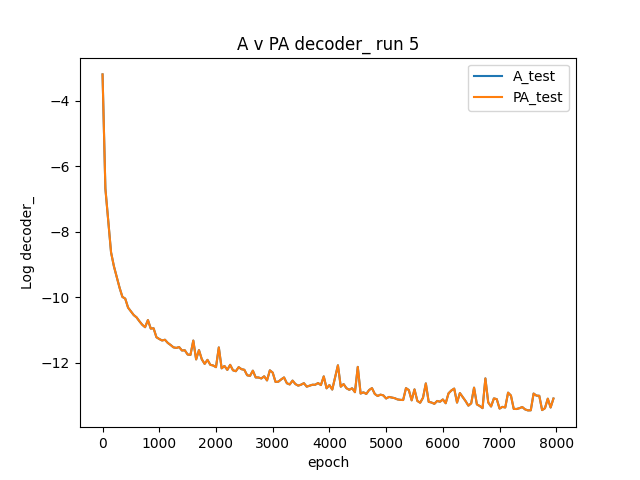 A v PA decoder_ run 5
A_test
PA_test
Log decoder_
−4
−6
−8
−10
−12
0 1000 2000 3000 4000 5000 6000 7000 8000
epoch